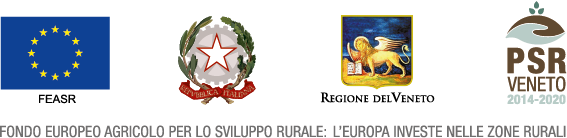 FEASR
REPVBBLICA ITALIANA
REGIONE DEL VENETO
PSR
VENETO
2014-2020
FONDO EUROPEO AGRICOLO PER LO SVILUPPO RURALE: L'EUROPA INVESTE NELLE ZONE RURALI